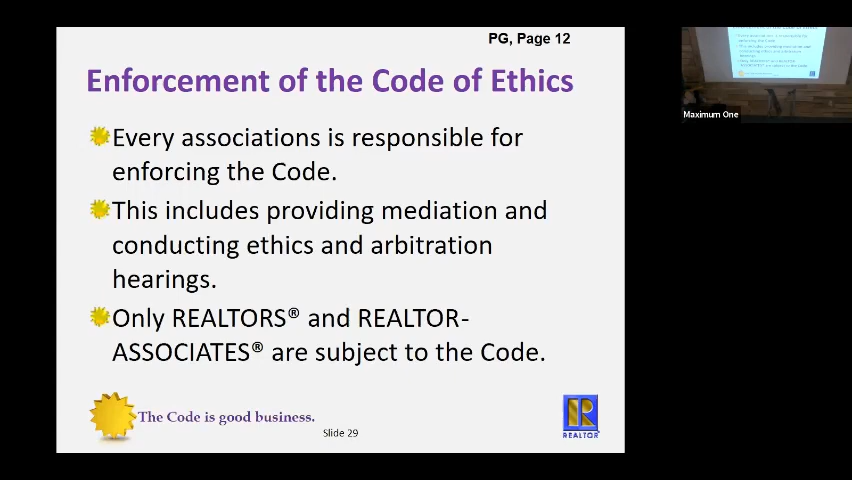 PG, Page 12
Enforcement of the Code of Ethics
Every associations is responsible for
enforcing the Code.
This includes providing mediation and
conducting ethics and arbitration
hearings.
Only REALTORS® and REALTOR-
ASSOCIATES® are subject to the Code.
The Code is good business.
Slide 29
REALTOR®
Maximum One